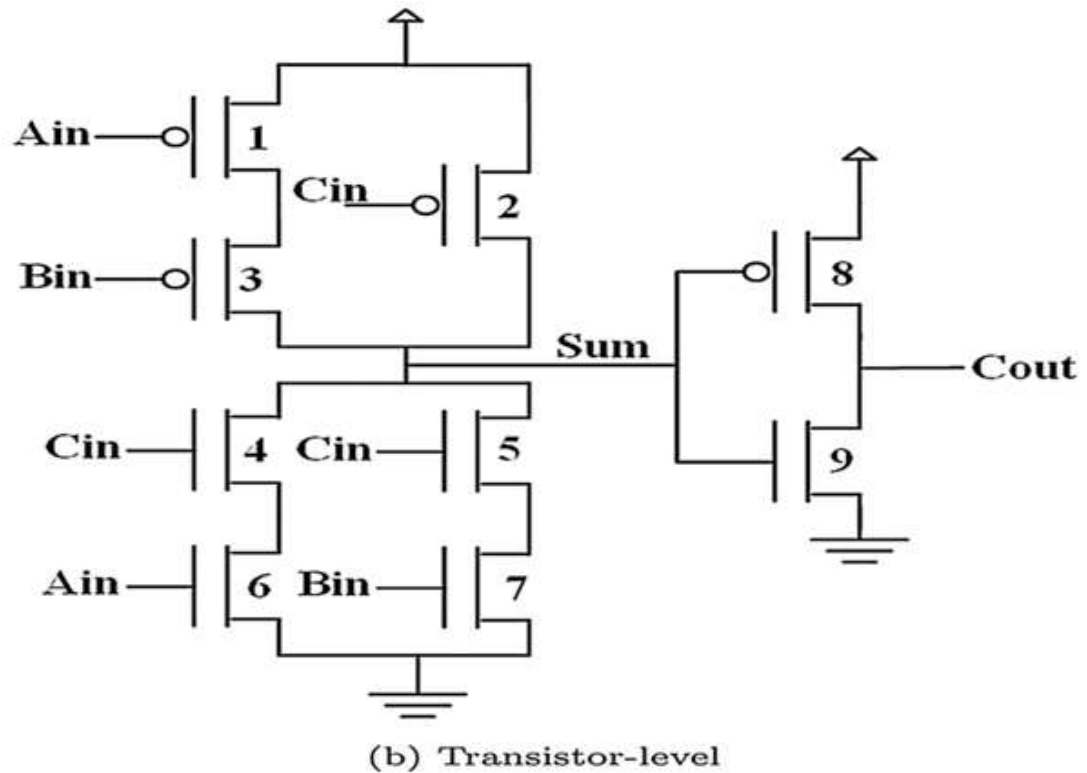 Ain
1
Cin
2
Bin
3
8
Sum
Cout
Cin
4
Cin
5
9
Ain
6
Bin
7
(b) Transistor-level